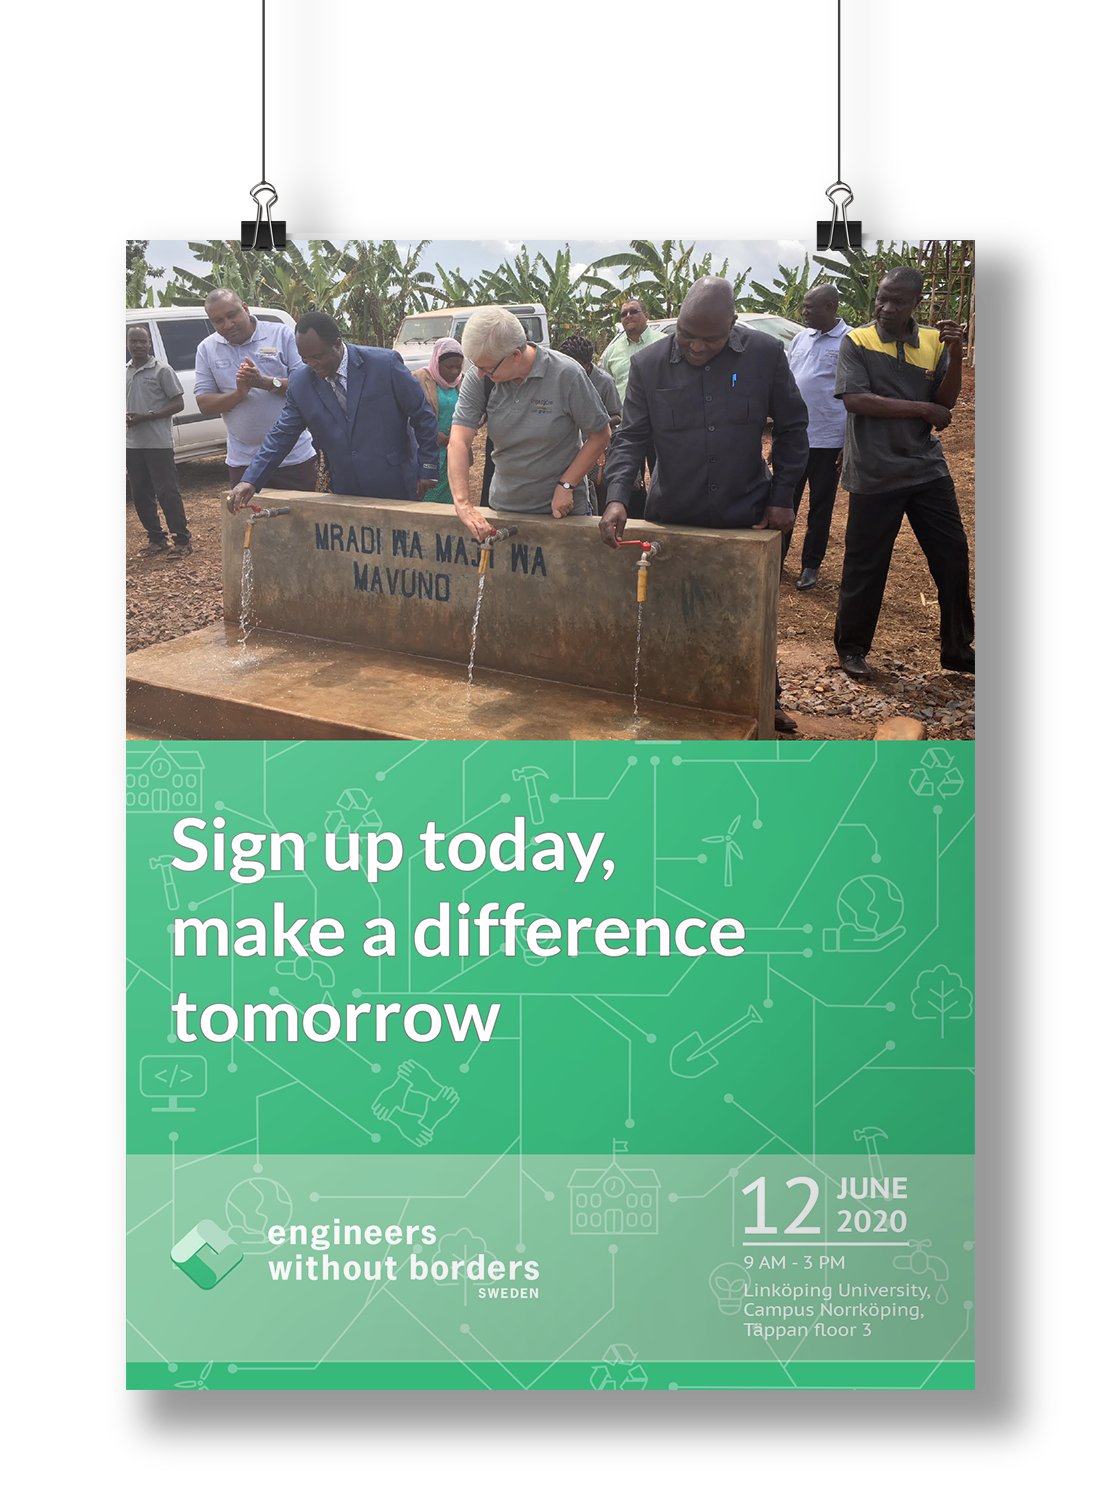 MRADI WA MAJI WA
MAVUNO
Sign up today,
make a difference
tomorrow
engineers
without borders
SWEDEN
12 JUNE
2020
9 AM - 3 PM
Linköping University,
Campus Norrköping,
Täppan floor 3